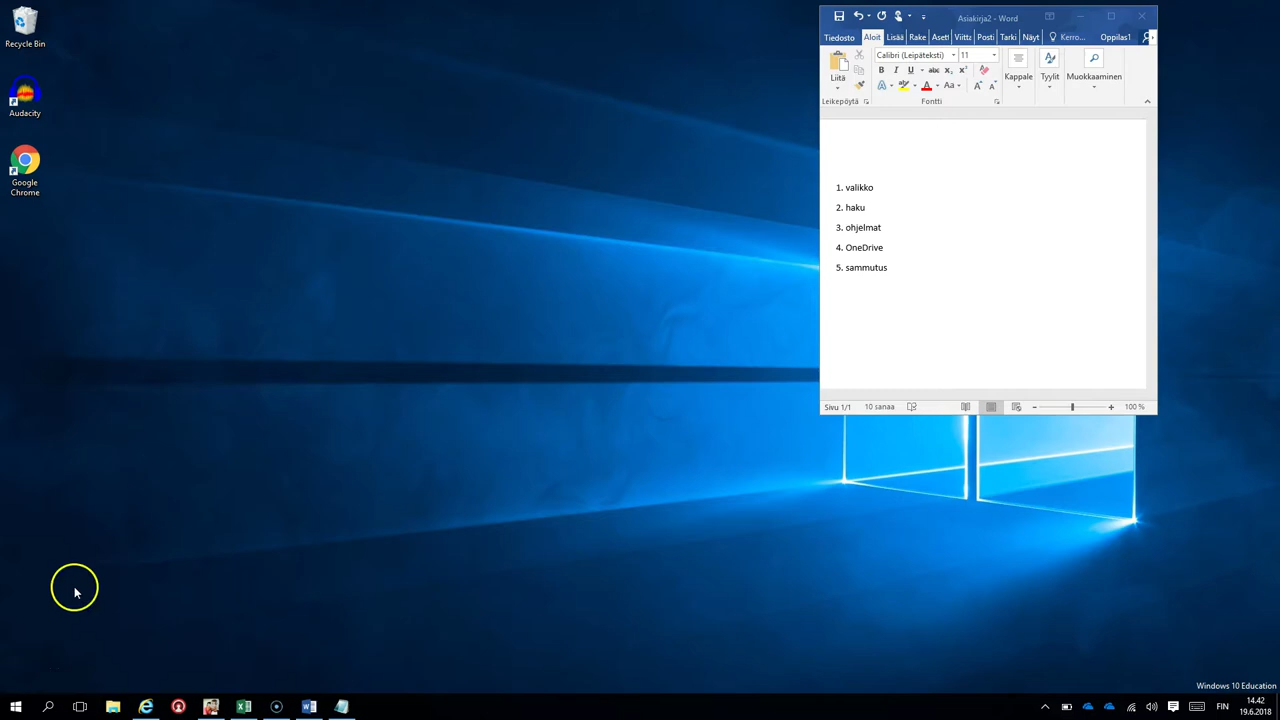 Recycle Bin
Audacity
Google
Chrome
Asiakirja2 - Word
Tiedosto Aloit Lisää Rake Aset Viitta Posti Tarki Näyt Kerro... Oppilas1
Liitä
Calibri (Leipäteksti) 11
Kappale Tyylit Muokkaaminen
Leikepöytä Fontti
1. valikko
2. haku
3. ohjelmat
4. OneDrive
5. sammutus
Sivu 1/1 10 sanaa 100 %
Windows 10 Education
FIN
14.42
19.6.2018